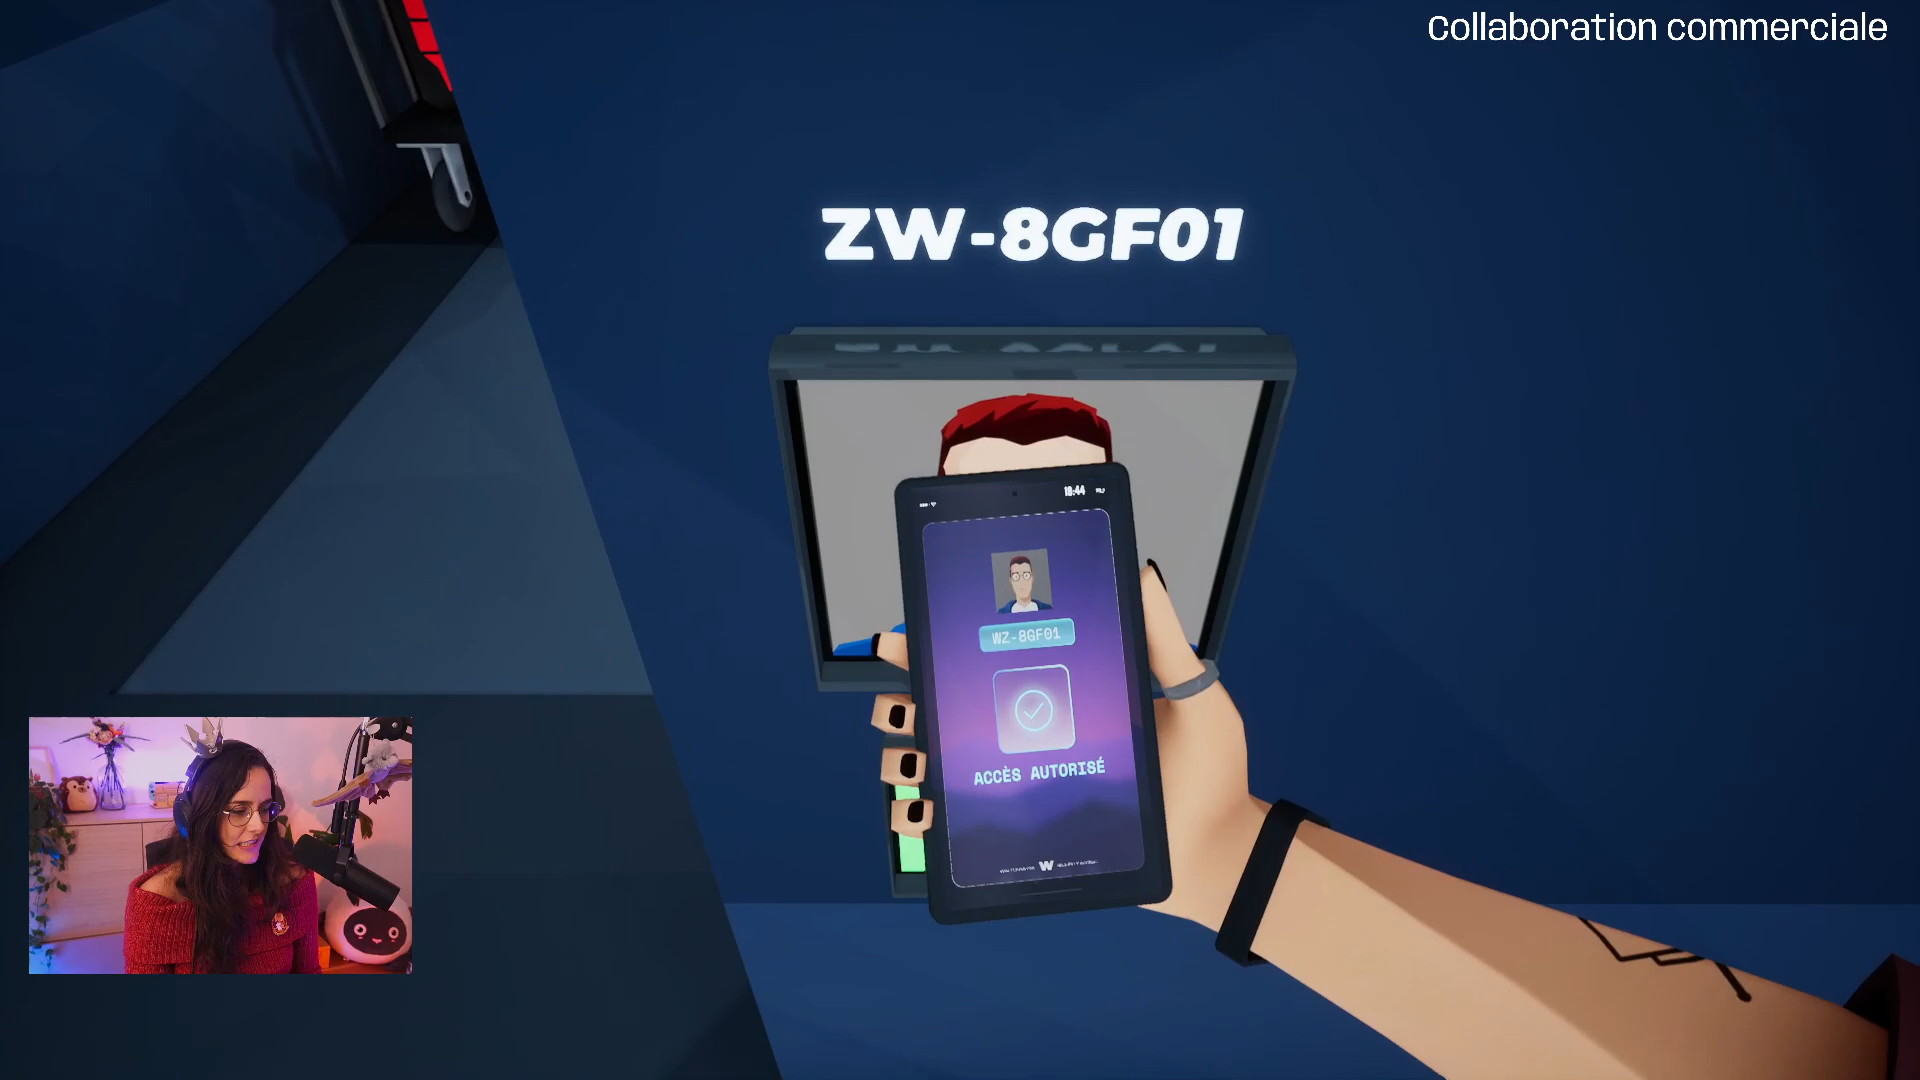 Collaboration commerciale
ZW-8GF01
18:44
WZ-8GF01
ACCÈS AUTORISÉ
W